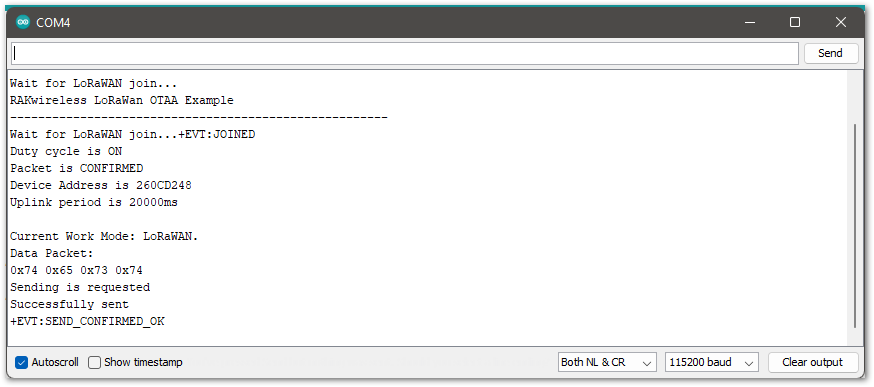 COM4
Send
Wait for LoRaWAN join...
RAKwireless LoRaWan OTAA Example
------------------------------------------------------
Wait for LoRaWAN join...+EVT:JOINED
Duty cycle is ON
Packet is CONFIRMED
Device Address is 260CD248
Uplink period is 20000ms
Current Work Mode: LoRaWAN.
Data Packet:
0x74 0x65 0x73 0x74
Sending is requested
Successfully sent
+EVT:SEND_CONFIRMED_OK
Autoscroll Show timestamp Both NL & CR 115200 baud Clear output